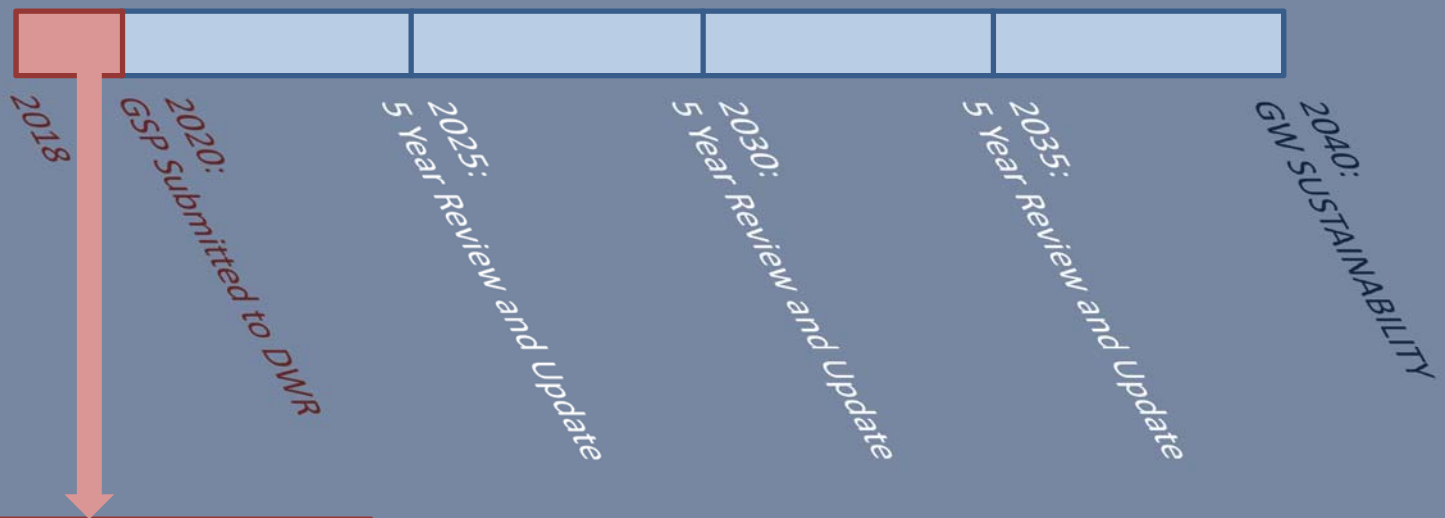 2018
2020:
GSP Submitted to DWR
2025:
5 Year Review and Update
2030:
5 Year Review and Update
2035:
5 Year Review and Update
2040:
GW SUSTAINABILITY